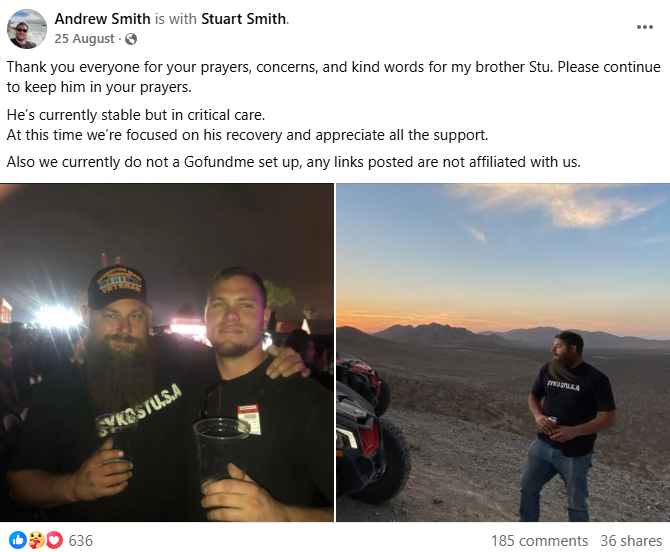 Andrew Smith is with Stuart Smith.
25 August ·
Thank you everyone for your prayers, concerns, and kind words for my brother Stu. Please continue
to keep him in your prayers.
He's currently stable but in critical care.
At this time we're focused on his recovery and appreciate all the support.
Also we currently do not a Gofundme set up, any links posted are not affiliated with us.
VETERAN
SYKOSTU.S.A
SYKOSTU.S.A
636
185 comments 36 shares